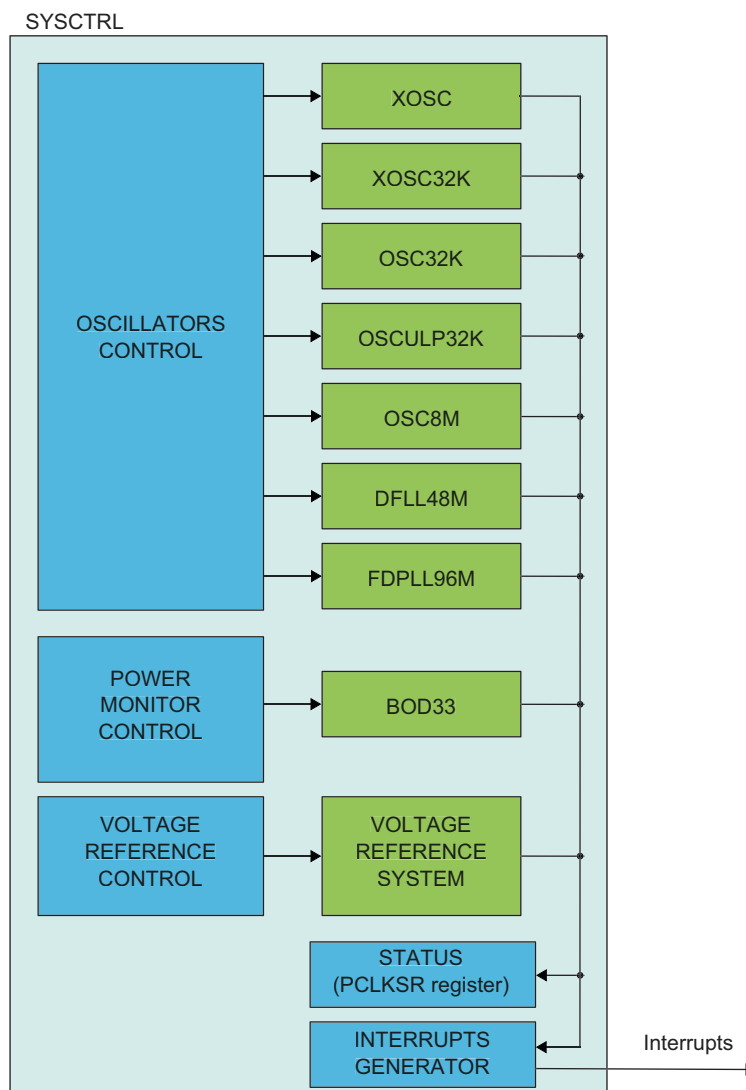 SYSCTRL
OSCILLATORS
CONTROL
XOSC
XOSC32K
OSC32K
OSCULP32K
OSC8M
DFLL48M
FDPLL96M
POWER
MONITOR
CONTROL
BOD33
VOLTAGE
REFERENCE
CONTROL
VOLTAGE
REFERENCE
SYSTEM
STATUS
(PCLKSR register)
INTERRUPTS
GENERATOR
Interrupts